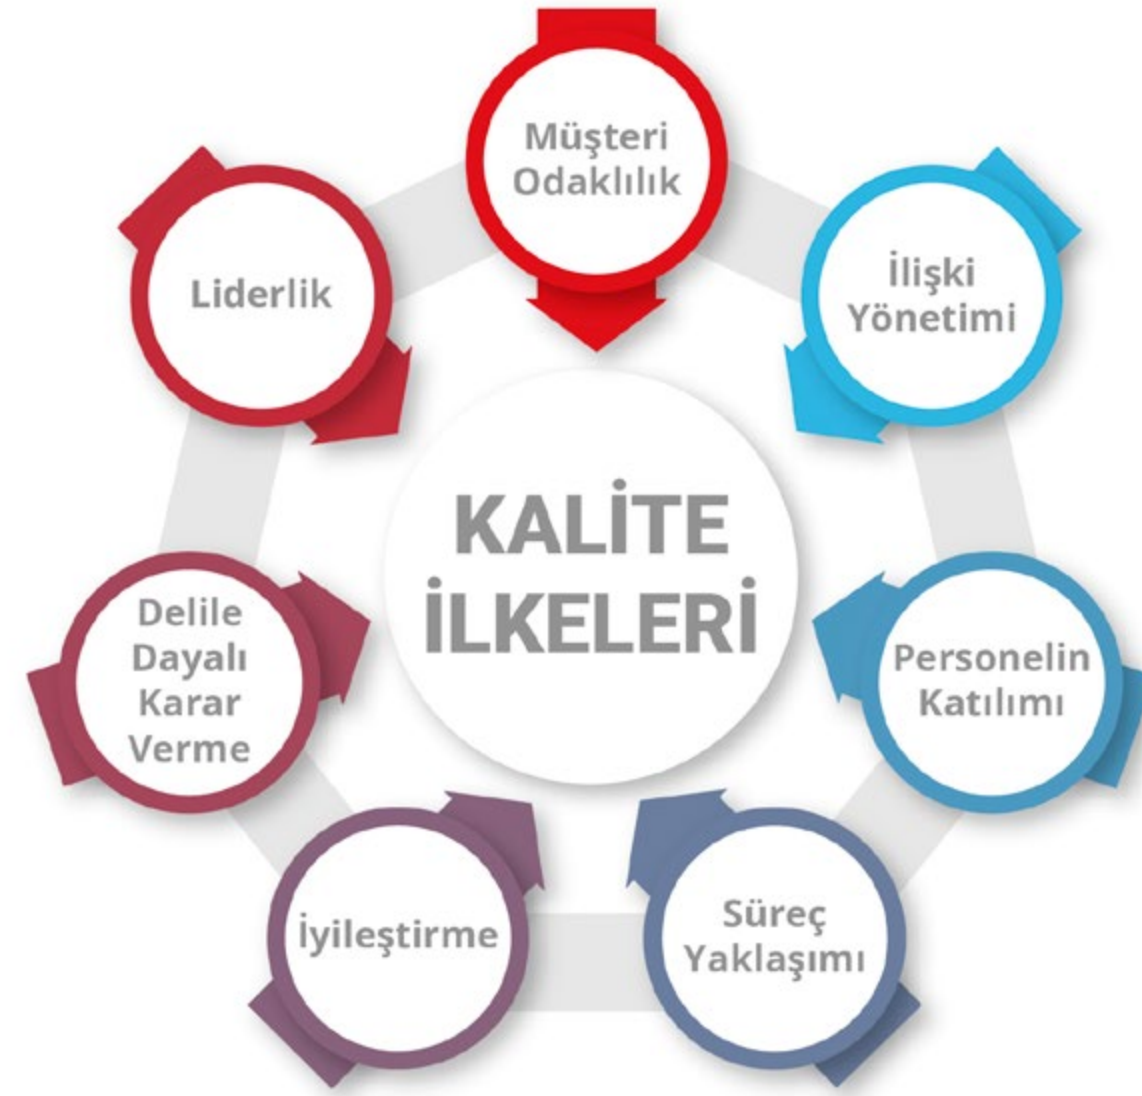 Müşteri
Odaklılık
İlişki
Yönetimi
Personelin
Katılımı
Süreç
Yaklaşımı
İyileştirme
Delile
Dayalı
Karar
Verme
Liderlik
KALİTE
İLKELERİ